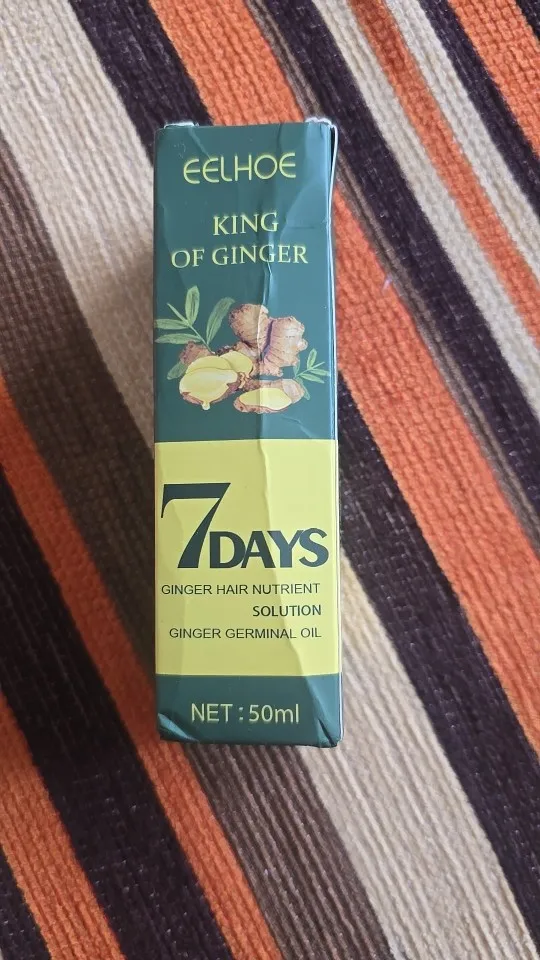 EELHOE
KING
OF GINGER
7DAYS
GINGER HAIR NUTRIENT
SOLUTION
GINGER GERMINAL OIL
NET : 50ml